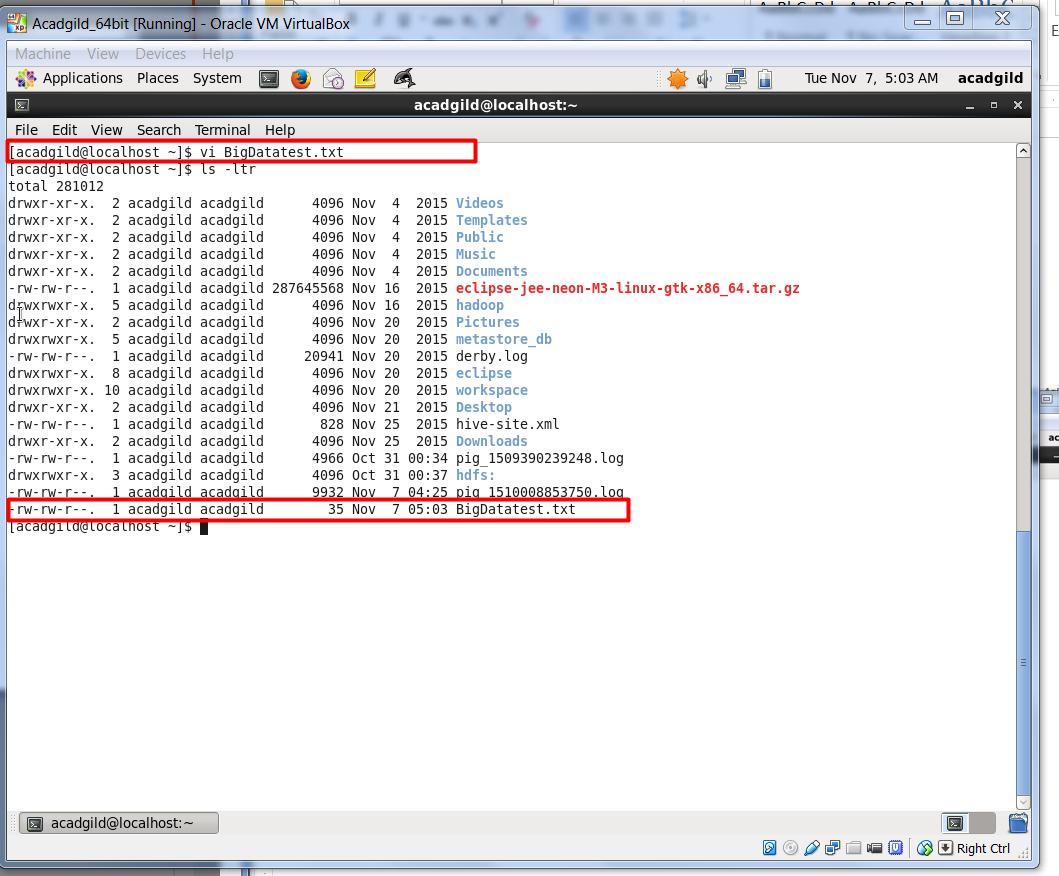 Acadgild_64bit [Running] - Oracle VM VirtualBox
Machine View Devices Help
Applications Places System Tue Nov 7, 5:03 AM acadgild
acadgild@localhost:~
File Edit View Search Terminal Help
[acadgild@localhost ~]$ vi BigDatatest.txt
[acadgild@localhost ~]$ ls -ltr
total 281012
drwxr-xr-x. 2 acadgild acadgild 4096 Nov 4 2015 Videos
drwxr-xr-x. 2 acadgild acadgild 4096 Nov 4 2015 Templates
drwxr-xr-x. 2 acadgild acadgild 4096 Nov 4 2015 Public
drwxr-xr-x. 2 acadgild acadgild 4096 Nov 4 2015 Music
drwxr-xr-x. 2 acadgild acadgild 4096 Nov 4 2015 Documents
-rw-rw-r--. 1 acadgild acadgild 287645568 Nov 16 2015 eclipse-jee-neon-M3-linux-gtk-x86_64.tar.gz
drwxrwxr-x. 5 acadgild acadgild 4096 Nov 16 2015 hadoop
drwxr-xr-x. 2 acadgild acadgild 4096 Nov 20 2015 Pictures
drwxrwxr-x. 5 acadgild acadgild 4096 Nov 20 2015 metastore_db
-rw-rw-r--. 1 acadgild acadgild 20941 Nov 20 2015 derby.log
drwxrwxr-x. 8 acadgild acadgild 4096 Nov 20 2015 eclipse
drwxrwxr-x. 10 acadgild acadgild 4096 Nov 20 2015 workspace
drwxr-xr-x. 2 acadgild acadgild 4096 Nov 21 2015 Desktop
-rw-rw-r--. 1 acadgild acadgild 828 Nov 25 2015 hive-site.xml
drwxr-xr-x. 2 acadgild acadgild 4096 Nov 25 2015 Downloads
-rw-rw-r--. 1 acadgild acadgild 4966 Oct 31 00:34 pig_1509390239248.log
drwxrwxr-x. 3 acadgild acadgild 4096 Oct 31 00:37 hdfs:
-rw-rw-r--. 1 acadgild acadgild 9932 Nov 7 04:25 pig_1510008853750.log
-rw-rw-r--. 1 acadgild acadgild 35 Nov 7 05:03 BigDatatest.txt
[acadgild@localhost ~]$
acadgild@localhost:~
Right Ctrl